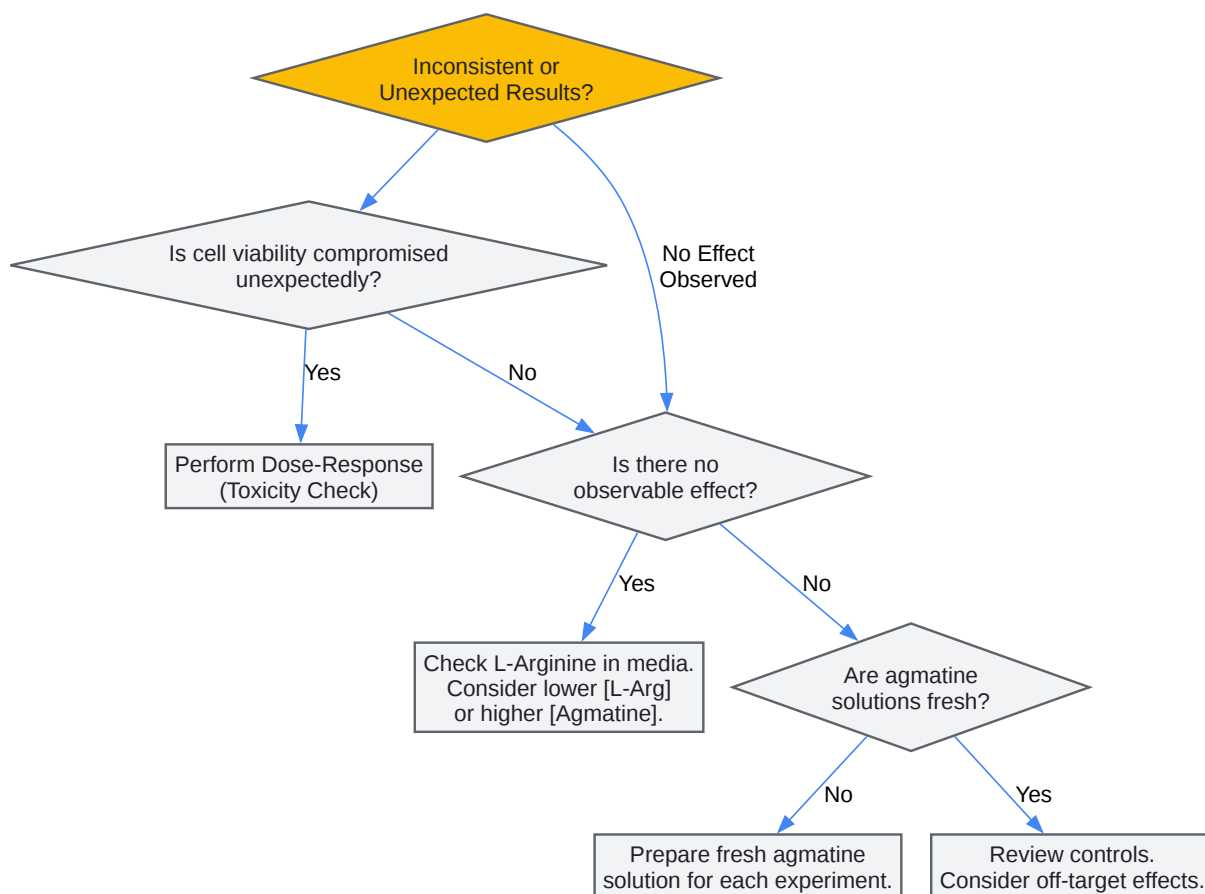 Inconsistent or
Unexpected Results?
Is cell viability compromised
unexpectedly?
No Effect
Observed
Yes
No
Perform Dose-Response
(Toxicity Check)
Is there no
observable effect?
Yes
No
Check L-Arginine in media.
Consider lower [L-Arg]
or higher [Agmatine].
Are agmatine
solutions fresh?
No
Yes
Prepare fresh agmatine
solution for each experiment.
Review controls.
Consider off-target effects.